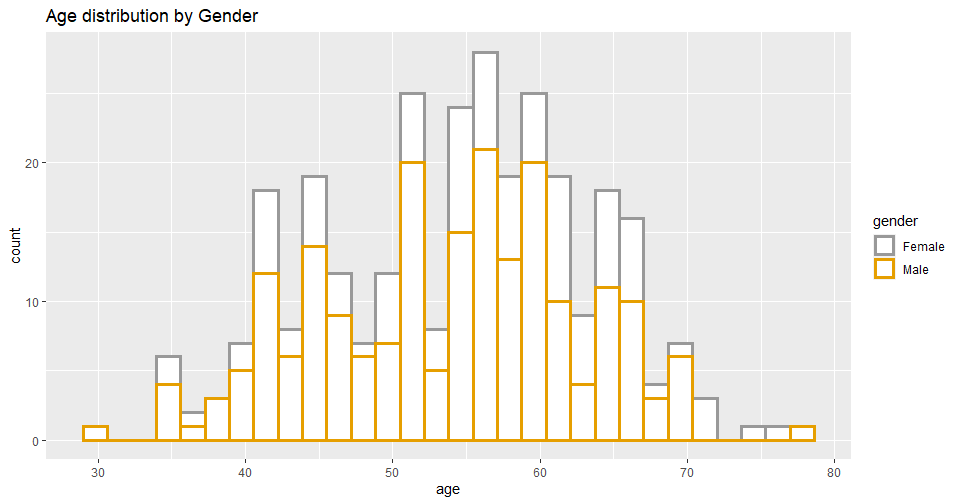 Age distribution by Gender
count
20
10
0
30 40 50 60 70 80
age
gender
Female
Male